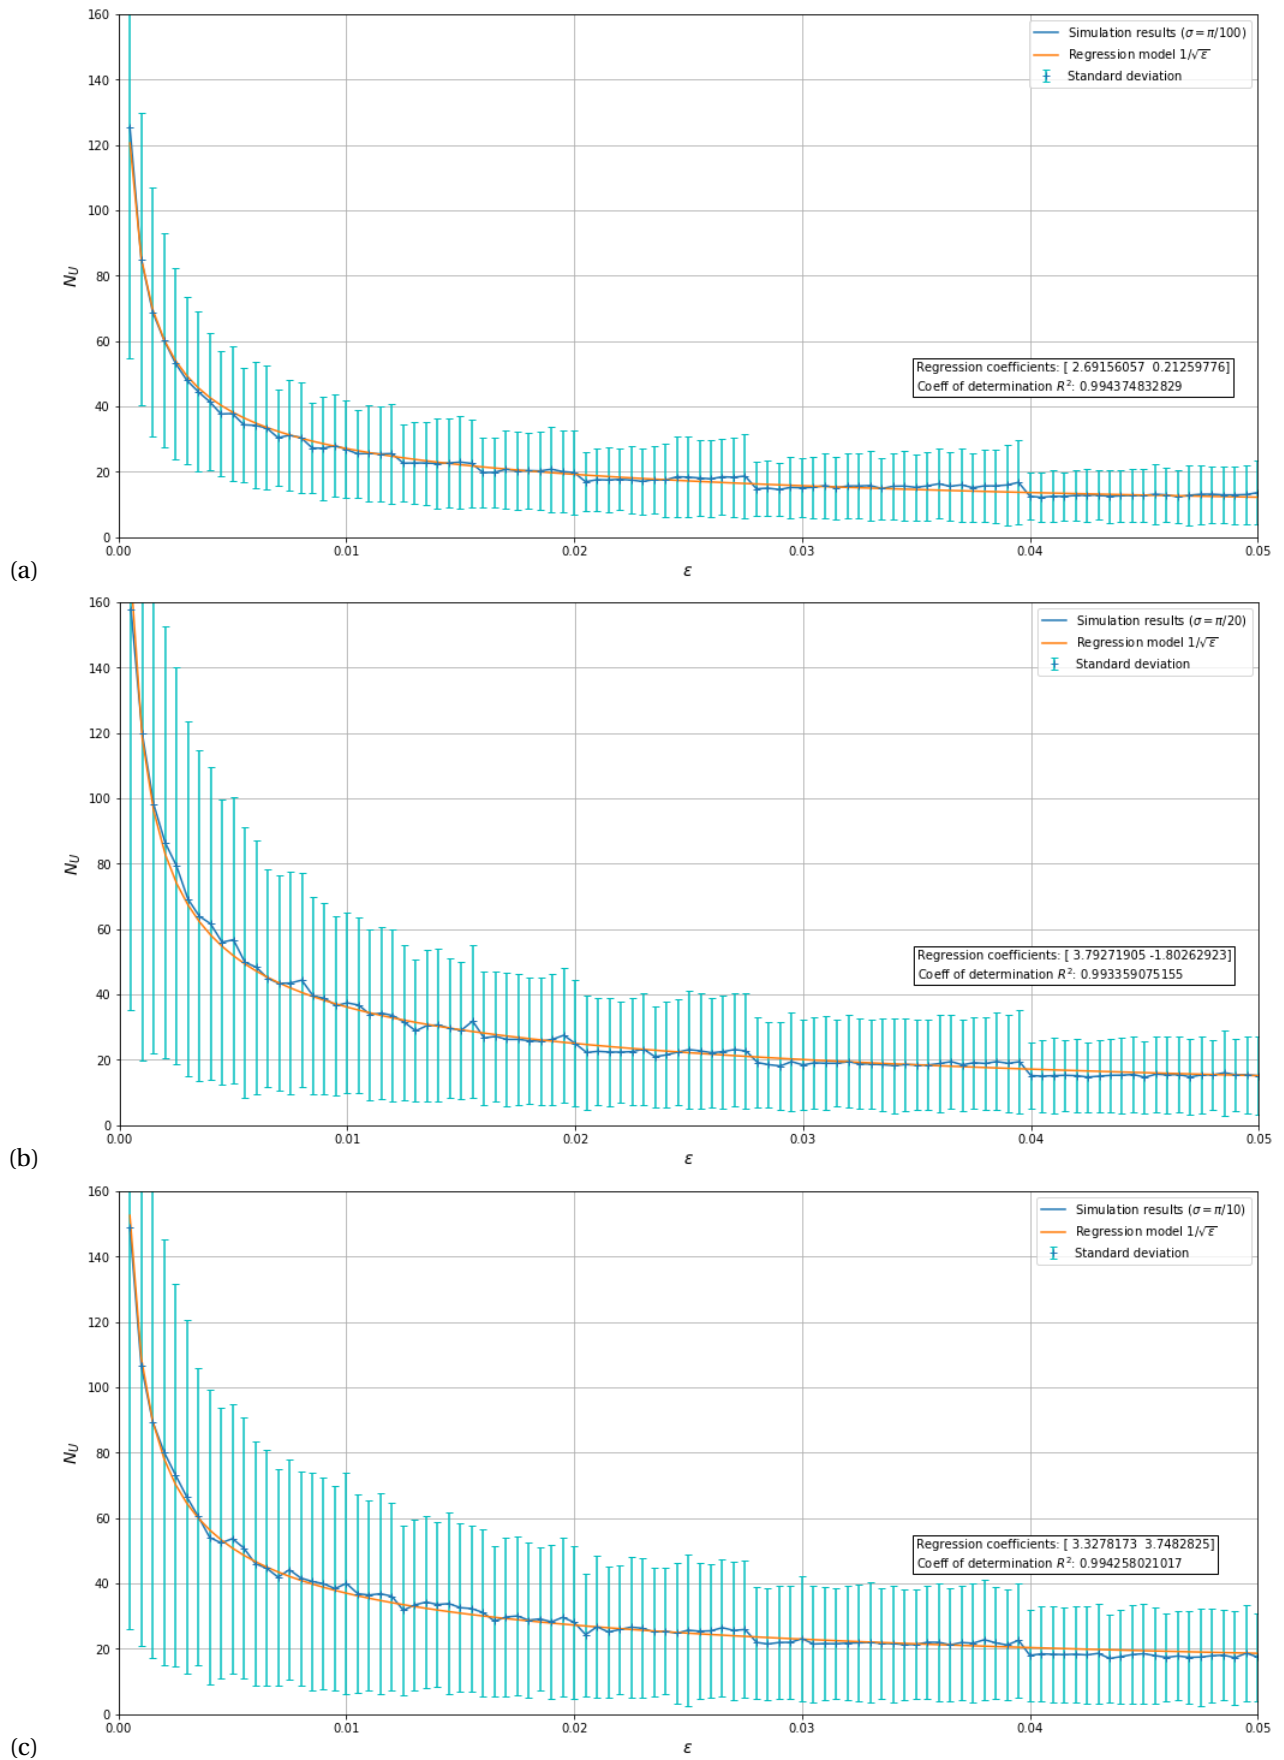 160
140
120
100
80
60
40
20
0
N_U
Simulation results (σ = π/100)
Regression model 1/√ε
Standard deviation
Regression coefficients: [ 2.69156057 0.21259776]
Coeff of determination R²: 0.994374832829
0.00 0.01 0.02 0.03 0.04 0.05
ε
(a)
160
140
120
100
80
60
40
20
0
N_U
Simulation results (σ = π/20)
Regression model 1/√ε
Standard deviation
Regression coefficients: [ 3.79271905 -1.80262923]
Coeff of determination R²: 0.993359075155
0.00 0.01 0.02 0.03 0.04 0.05
ε
(b)
160
140
120
100
80
60
40
20
0
N_U
Simulation results (σ = π/10)
Regression model 1/√ε
Standard deviation
Regression coefficients: [ 3.3278173 3.7482825]
Coeff of determination R²: 0.994258021017
0.00 0.01 0.02 0.03 0.04 0.05
ε
(c)